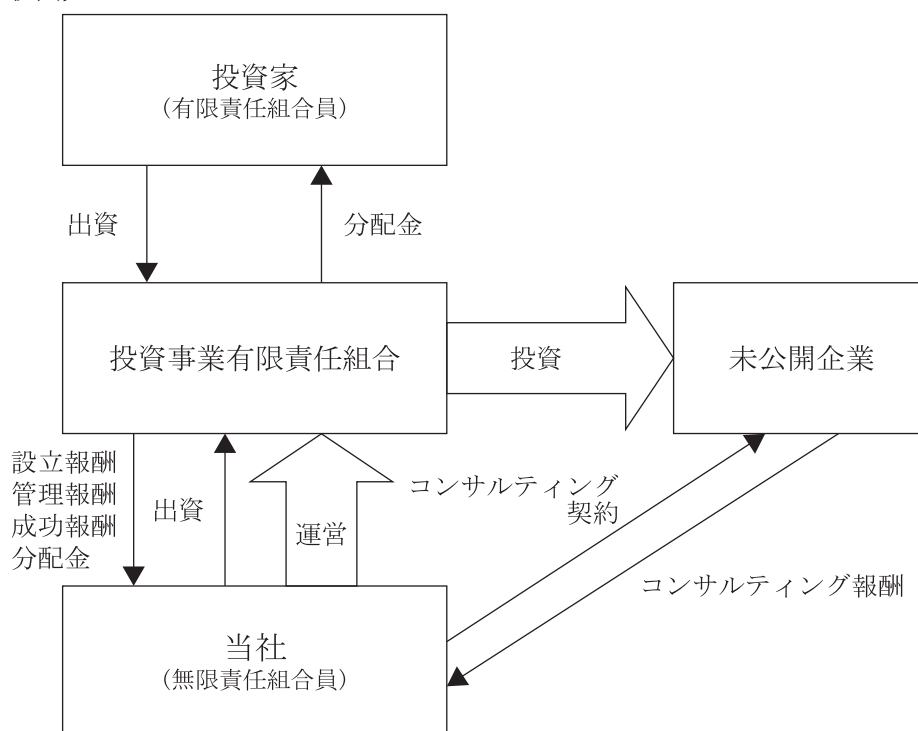 投資家
（有限責任組合員）
出資
分配金
投資事業有限責任組合
投資
未公開企業
設立報酬
管理報酬
成功報酬
分配金
出資
運営
コンサルティング
契約
コンサルティング報酬
当社
（無限責任組合員）